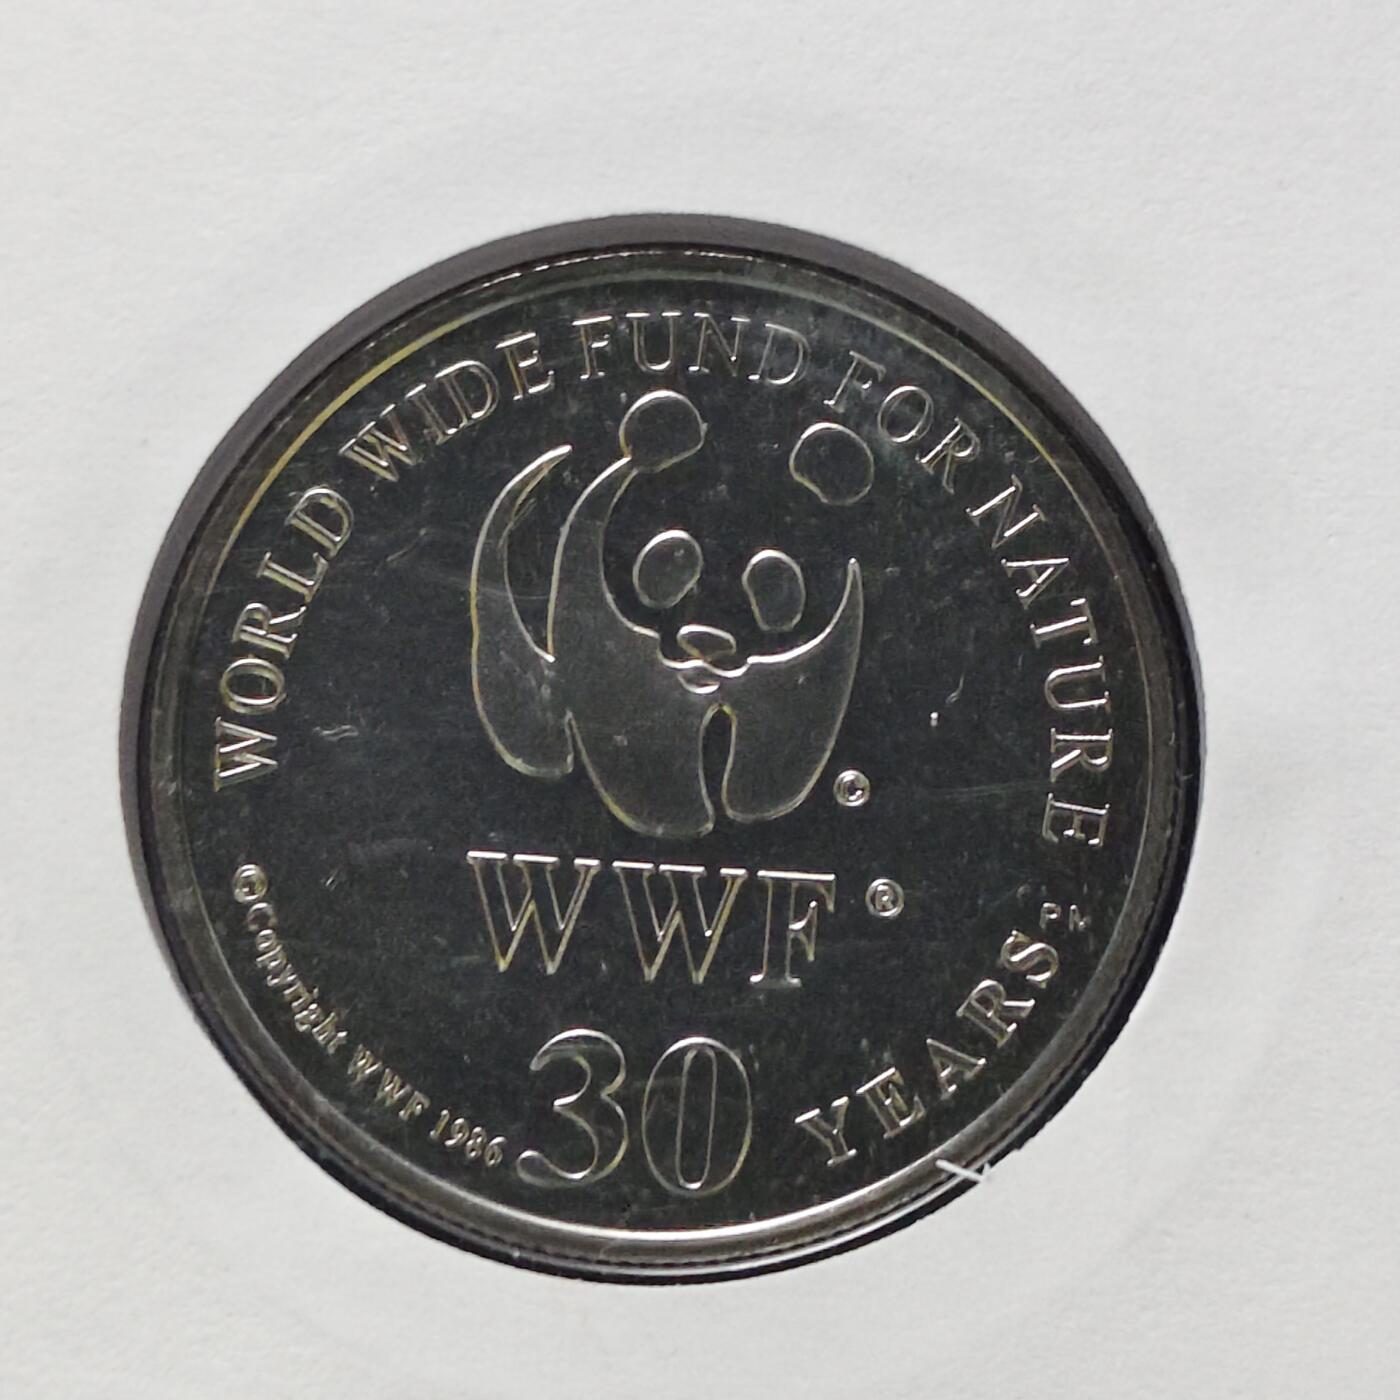 WORLD WIDE FUND FOR NATURE
©
WWF ®
30 YEARS
PM
©Copyright WWF 1986